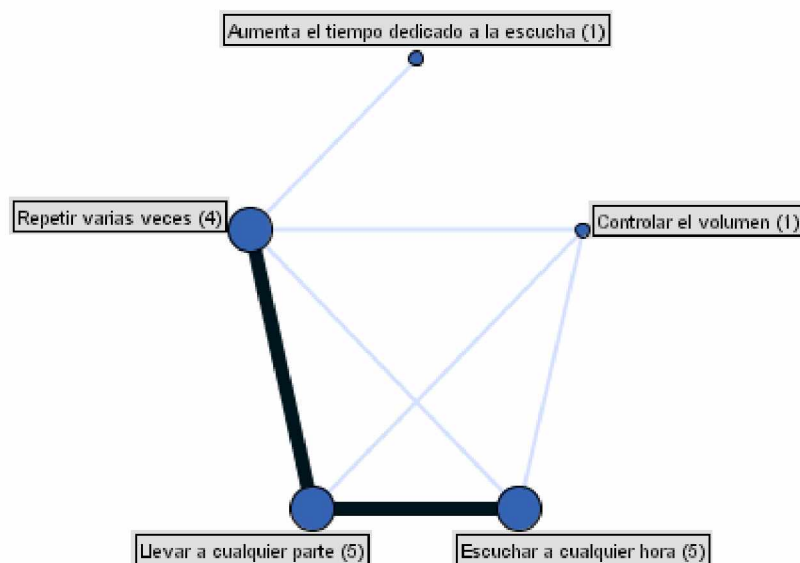 Aumenta el tiempo dedicado a la escucha (1)
Repetir varias veces (4)
Controlar el volumen (1)
Llevar a cualquier parte (5)
Escuchar a cualquier hora (5)